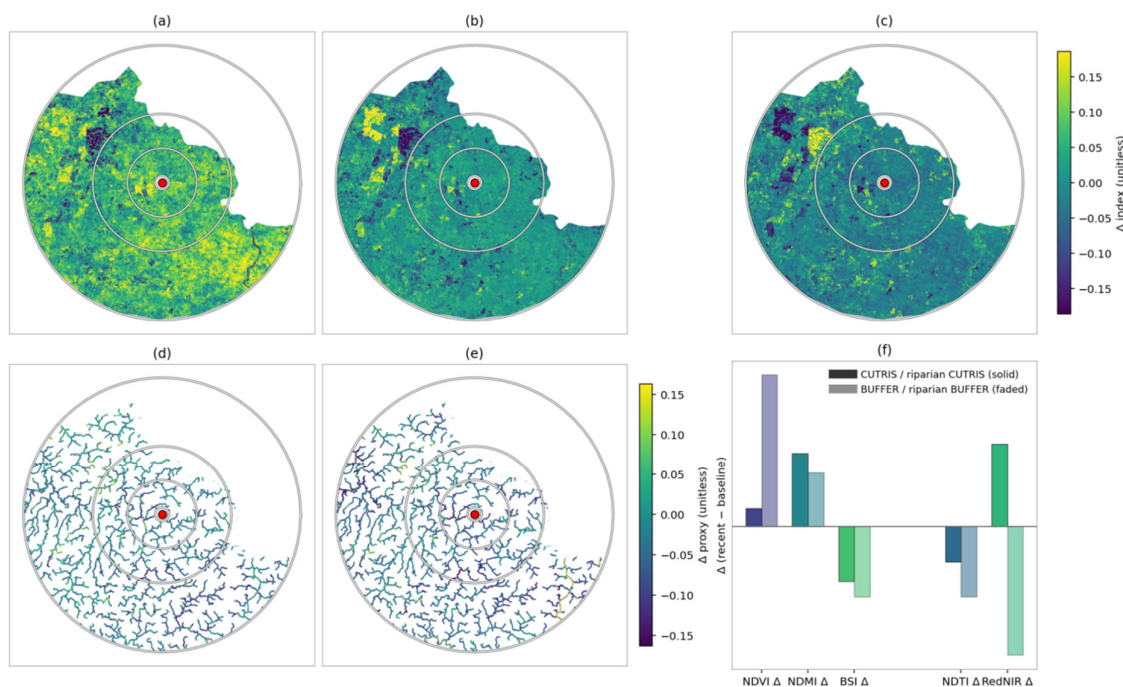 (a)
(b)
(c)
0.15
0.10
0.05
0.00
−0.05
−0.10
−0.15
Δ index (unitless)
(d)
(e)
0.15
0.10
0.05
0.00
−0.05
−0.10
−0.15
Δ proxy (unitless)
(f)
CUTRIS / riparian CUTRIS (solid)
BUFFER / riparian BUFFER (faded)
Δ (recent − baseline)
NDVI Δ NDMI Δ BSI Δ NDTI Δ RedNIR Δ